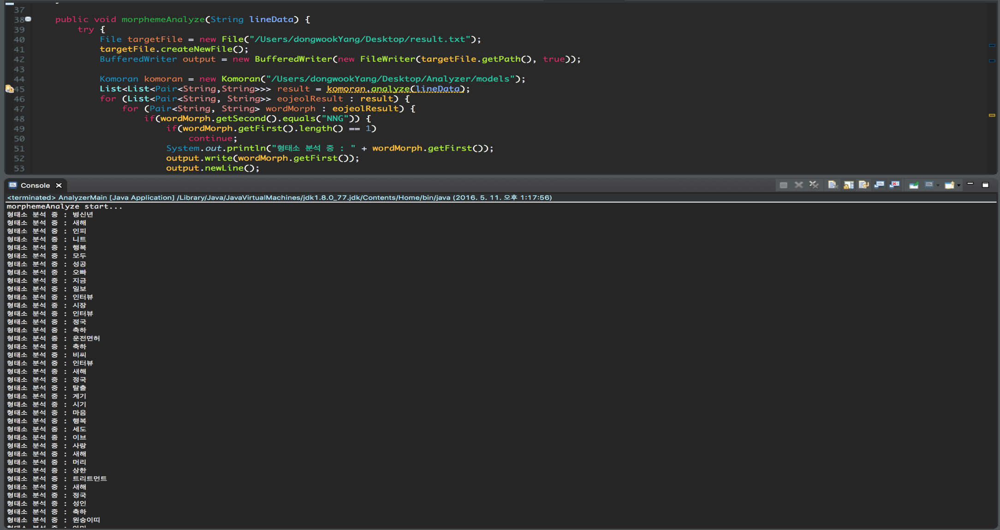 37
38 public void morphemeAnalyze(String lineData) {
39 try {
40 File targetFile = new File("/Users/dongwookYang/Desktop/result.txt");
41 targetFile.createNewFile();
42 BufferedWriter output = new BufferedWriter(new FileWriter(targetFile.getPath(), true));
43
44 Komoran komoran = new Komoran("/Users/dongwookYang/Desktop/Analyzer/models");
45 List<List<Pair<String,String>>> result = komoran.analyze(lineData);
46 for (List<Pair<String, String>> eojeolResult : result) {
47 for (Pair<String, String> wordMorph : eojeolResult) {
48 if(wordMorph.getSecond().equals("NNG")) {
49 if(wordMorph.getFirst().length() == 1)
50 continue;
51 System.out.println("형태소 분석 중 : " + wordMorph.getFirst());
52 output.write(wordMorph.getFirst());
53 output.newLine();
Console
<terminated> AnalyzerMain [Java Application] /Library/Java/JavaVirtualMachines/jdk1.8.0_77.jdk/Contents/Home/bin/java (2016. 5. 11. 오후 1:17:56)
morphemeAnalyze start...
형태소 분석 중 : 병신년
형태소 분석 중 : 새해
형태소 분석 중 : 인피
형태소 분석 중 : 니트
형태소 분석 중 : 행복
형태소 분석 중 : 모두
형태소 분석 중 : 성공
형태소 분석 중 : 오빠
형태소 분석 중 : 지금
형태소 분석 중 : 일보
형태소 분석 중 : 인터뷰
형태소 분석 중 : 시장
형태소 분석 중 : 인터뷰
형태소 분석 중 : 정국
형태소 분석 중 : 축하
형태소 분석 중 : 운전면허
형태소 분석 중 : 축하
형태소 분석 중 : 비씨
형태소 분석 중 : 인터뷰
형태소 분석 중 : 새해
형태소 분석 중 : 정국
형태소 분석 중 : 탈출
형태소 분석 중 : 계기
형태소 분석 중 : 시기
형태소 분석 중 : 마음
형태소 분석 중 : 행복
형태소 분석 중 : 세도
형태소 분석 중 : 이브
형태소 분석 중 : 사랑
형태소 분석 중 : 새해
형태소 분석 중 : 머리
형태소 분석 중 : 상한
형태소 분석 중 : 트리트먼트
형태소 분석 중 : 새해
형태소 분석 중 : 정국
형태소 분석 중 : 성인
형태소 분석 중 : 축하
형태소 분석 중 : 원숭이띠
형태소 분석 중 :